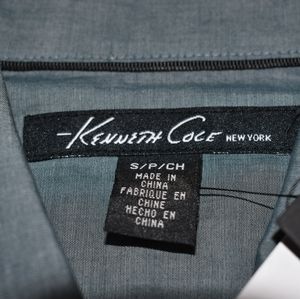 Kenneth Cole NEW YORK
S/P/CH
MADE IN
CHINA
FABRIQUE EN
CHINE
HECHO EN
CHINA